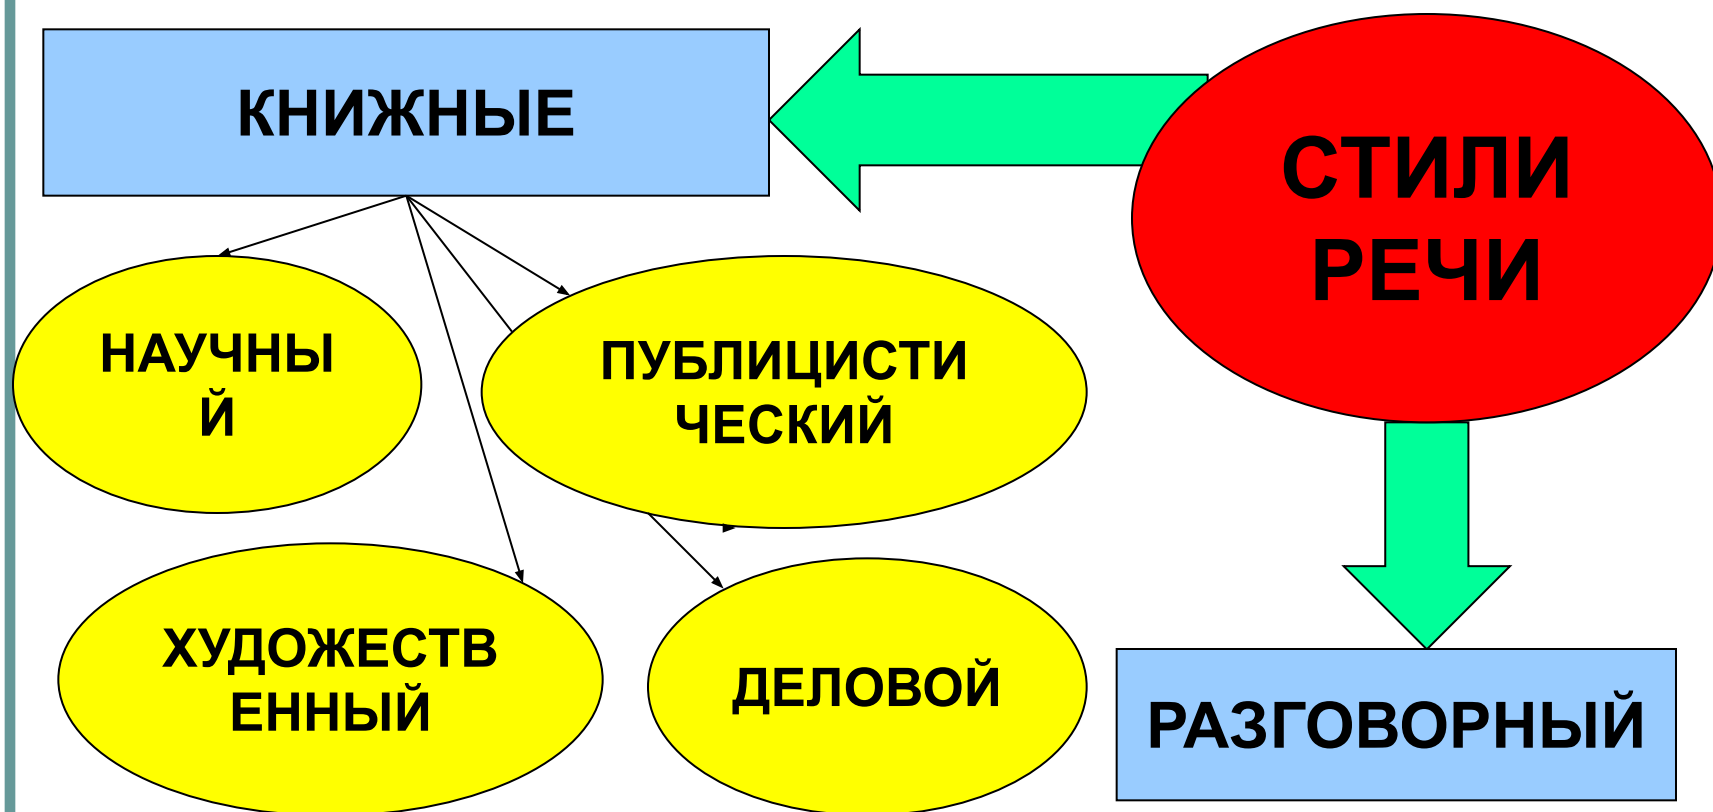 КНИЖНЫЕ
СТИЛИ
РЕЧИ
НАУЧНЫ
Й
ПУБЛИЦИСТИ
ЧЕСКИЙ
ХУДОЖЕСТВ
ЕННЫЙ
ДЕЛОВОЙ
РАЗГОВОРНЫЙ